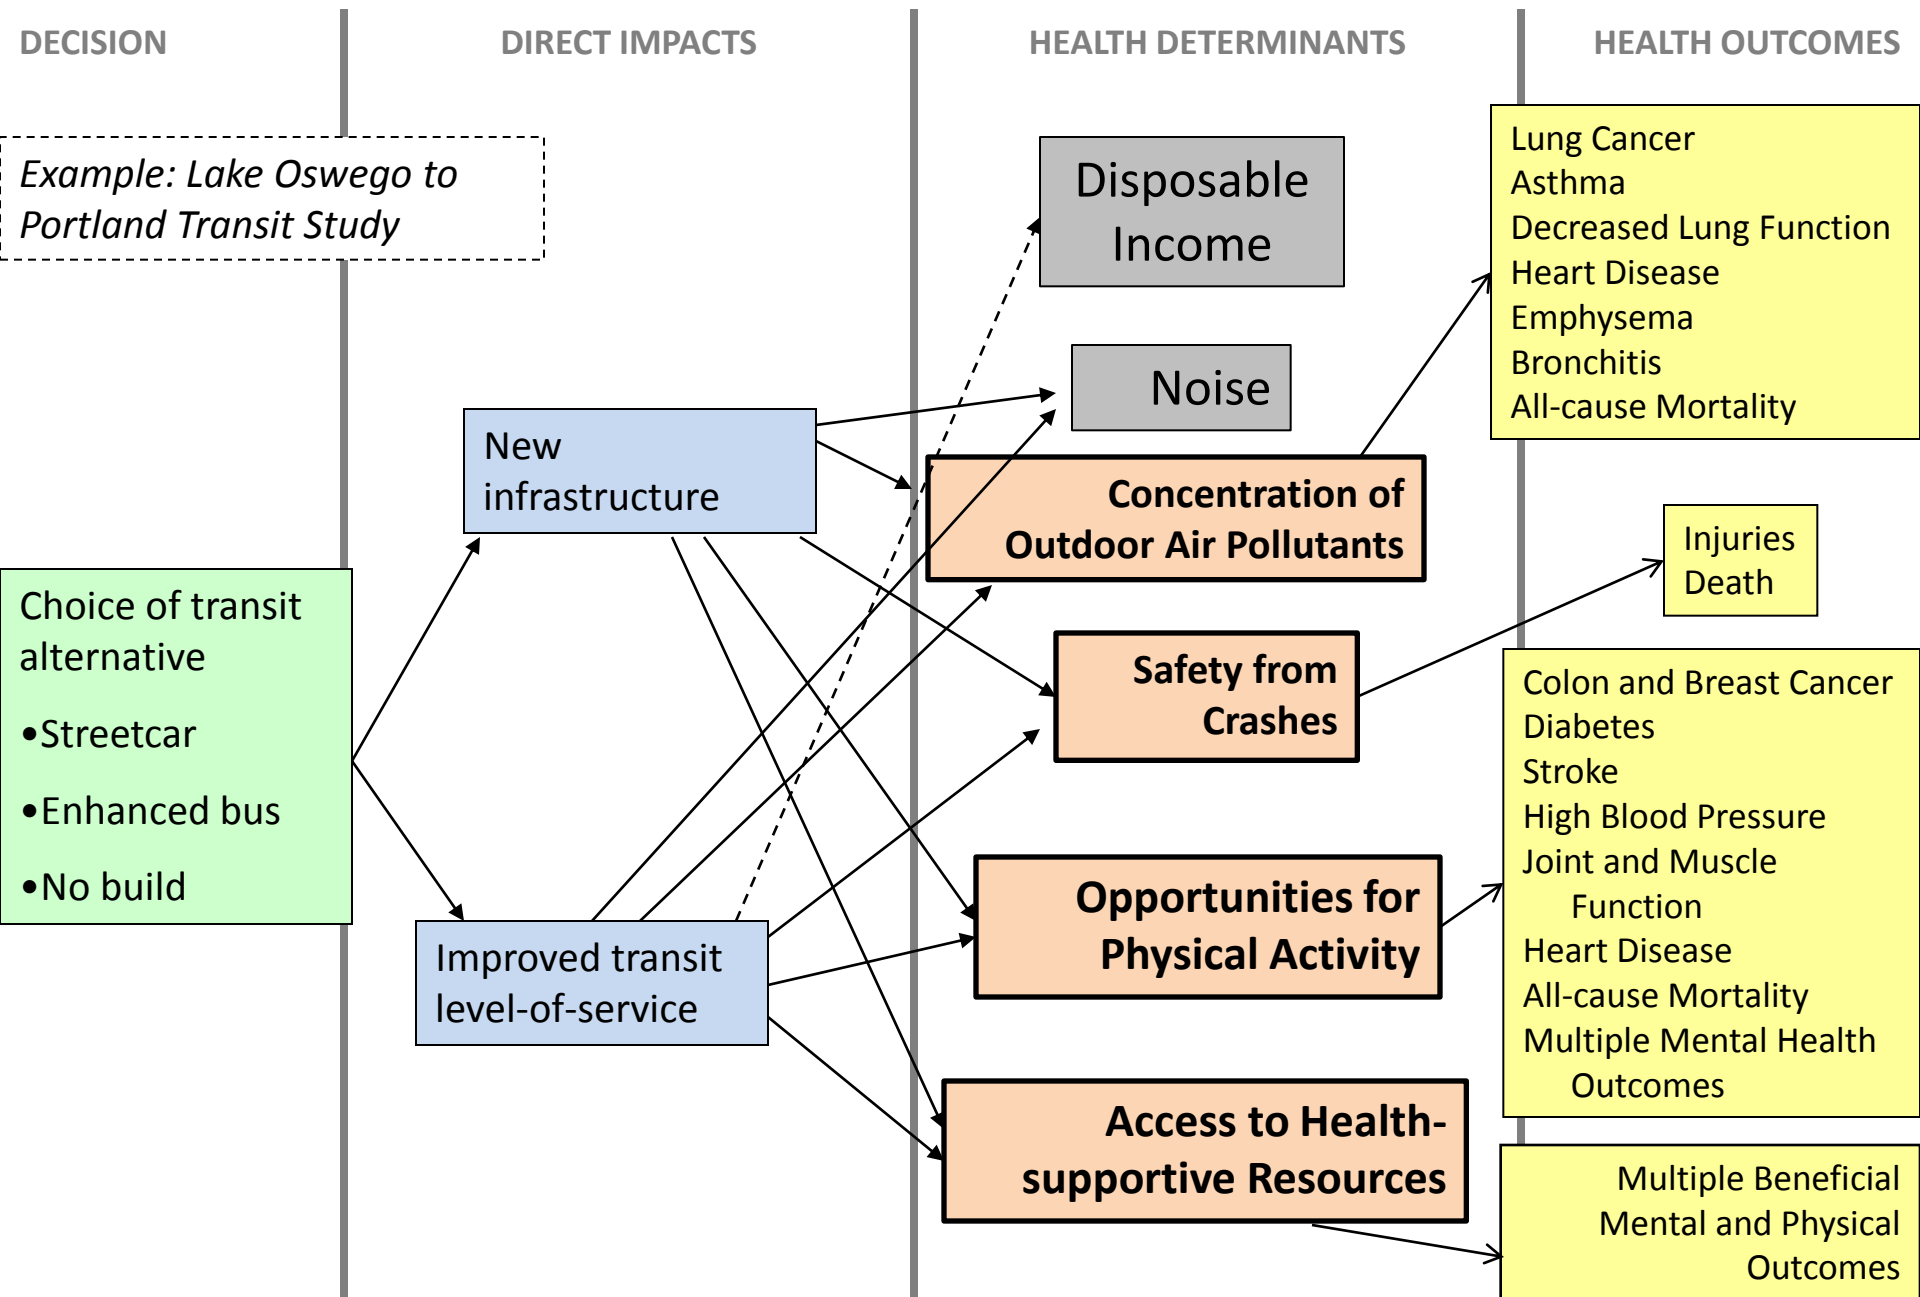 DECISION
DIRECT IMPACTS
HEALTH DETERMINANTS
HEALTH OUTCOMES
Example: Lake Oswego to
Portland Transit Study
Choice of transit
alternative
•Streetcar
•Enhanced bus
•No build
New
infrastructure
Improved transit
level-of-service
Disposable
Income
Noise
Concentration of
Outdoor Air Pollutants
Safety from
Crashes
Opportunities for
Physical Activity
Access to Health-
supportive Resources
Lung Cancer
Asthma
Decreased Lung Function
Heart Disease
Emphysema
Bronchitis
All-cause Mortality
Injuries
Death
Colon and Breast Cancer
Diabetes
Stroke
High Blood Pressure
Joint and Muscle
Function
Heart Disease
All-cause Mortality
Multiple Mental Health
Outcomes
Multiple Beneficial
Mental and Physical
Outcomes